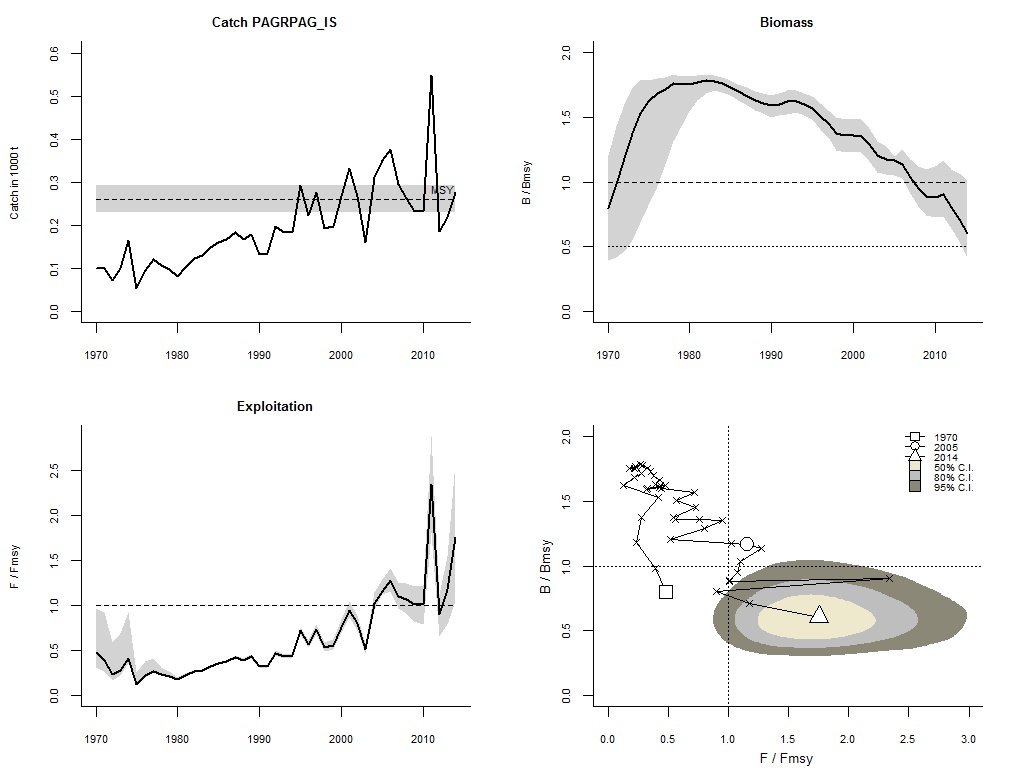 Catch PAGRPAG_IS
Catch in 1000 t
0.0 0.1 0.2 0.3 0.4 0.5 0.6
MSY
1970 1980 1990 2000 2010
Biomass
B / Bmsy
0.0 0.5 1.0 1.5 2.0
1970 1980 1990 2000 2010
Exploitation
F / Fmsy
0.0 0.5 1.0 1.5 2.0 2.5
1970 1980 1990 2000 2010
B / Bmsy
0.0 0.5 1.0 1.5 2.0
1970
2005
2014
50% C.I.
80% C.I.
95% C.I.
0.0 0.5 1.0 1.5 2.0 2.5 3.0
F / Fmsy